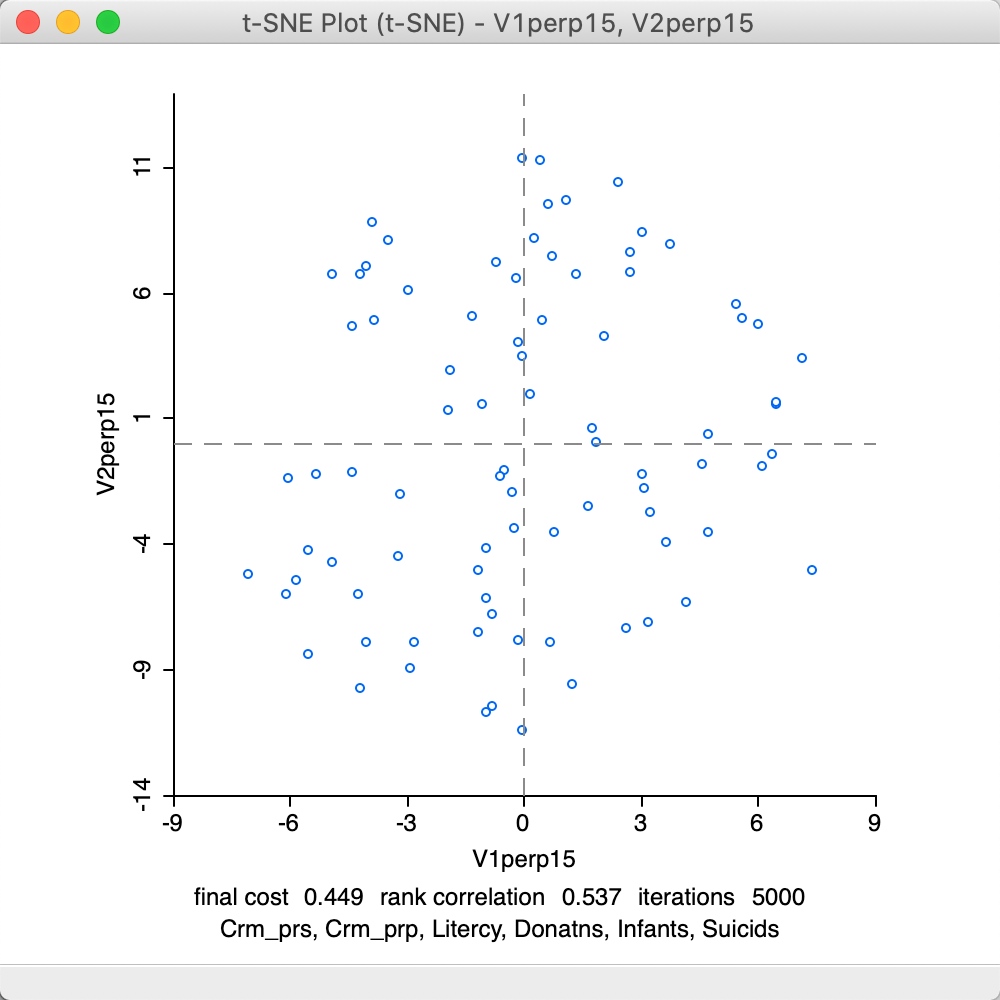 t-SNE Plot (t-SNE) - V1perp15, V2perp15
11
6
1
-4
-9
-14
V2perp15
-9 -6 -3 0 3 6 9
V1perp15
final cost 0.449 rank correlation 0.537 iterations 5000
Crm_prs, Crm_prp, Litercy, Donatns, Infants, Suicids